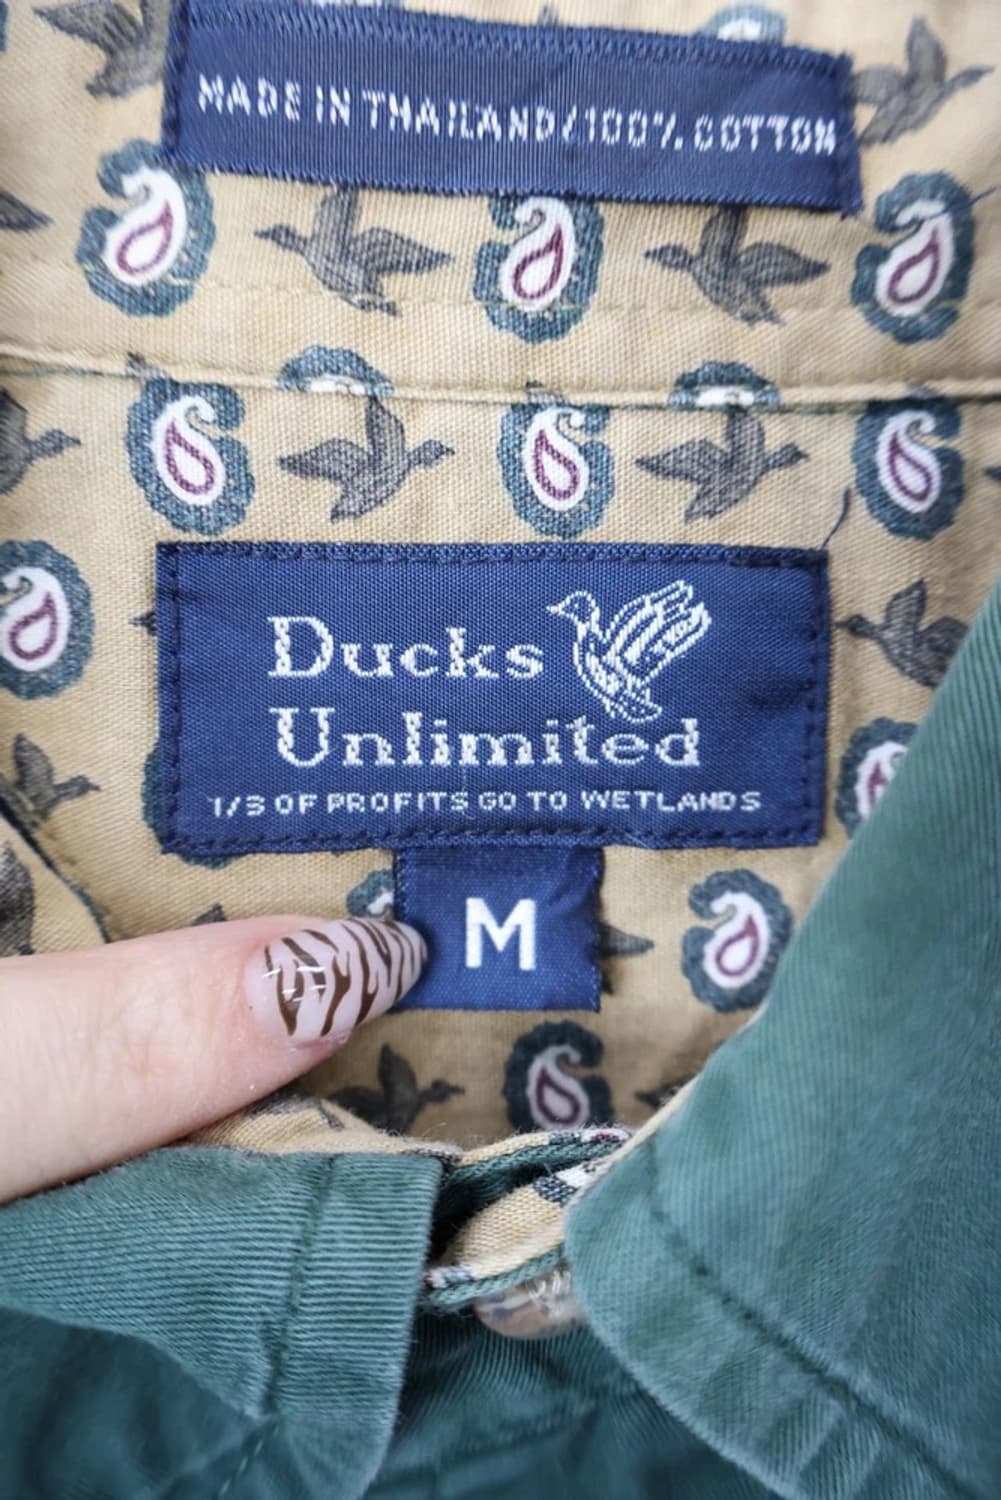 MADE IN THAILAND/100% COTTON
Ducks
Unlimited
1/3 OF PROFITS GO TO WETLANDS
M